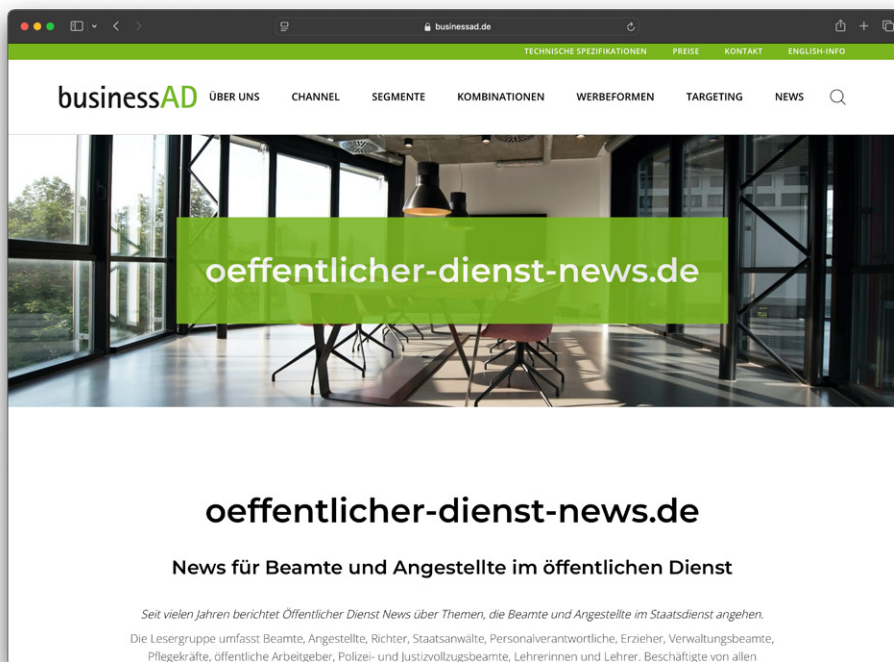 businessad.de
TECHNISCHE SPEZIFIKATIONEN PREISE KONTAKT ENGLISH-INFO
businessAD ÜBER UNS CHANNEL SEGMENTE KOMBINATIONEN WERBEFORMEN TARGETING NEWS
oeffentlicher-dienst-news.de
oeffentlicher-dienst-news.de
News für Beamte und Angestellte im öffentlichen Dienst
Seit vielen Jahren berichtet Öffentlicher Dienst News über Themen, die Beamte und Angestellte im Staatsdienst angehen.
Die Lesergruppe umfasst Beamte, Angestellte, Richter, Staatsanwälte, Personalverantwortliche, Erzieher, Verwaltungsbeamte,
Pflegekräfte, öffentliche Arbeitgeber, Polizei- und Justizvollzugsbeamte, Lehrerinnen und Lehrer. Beschäftigte von allen